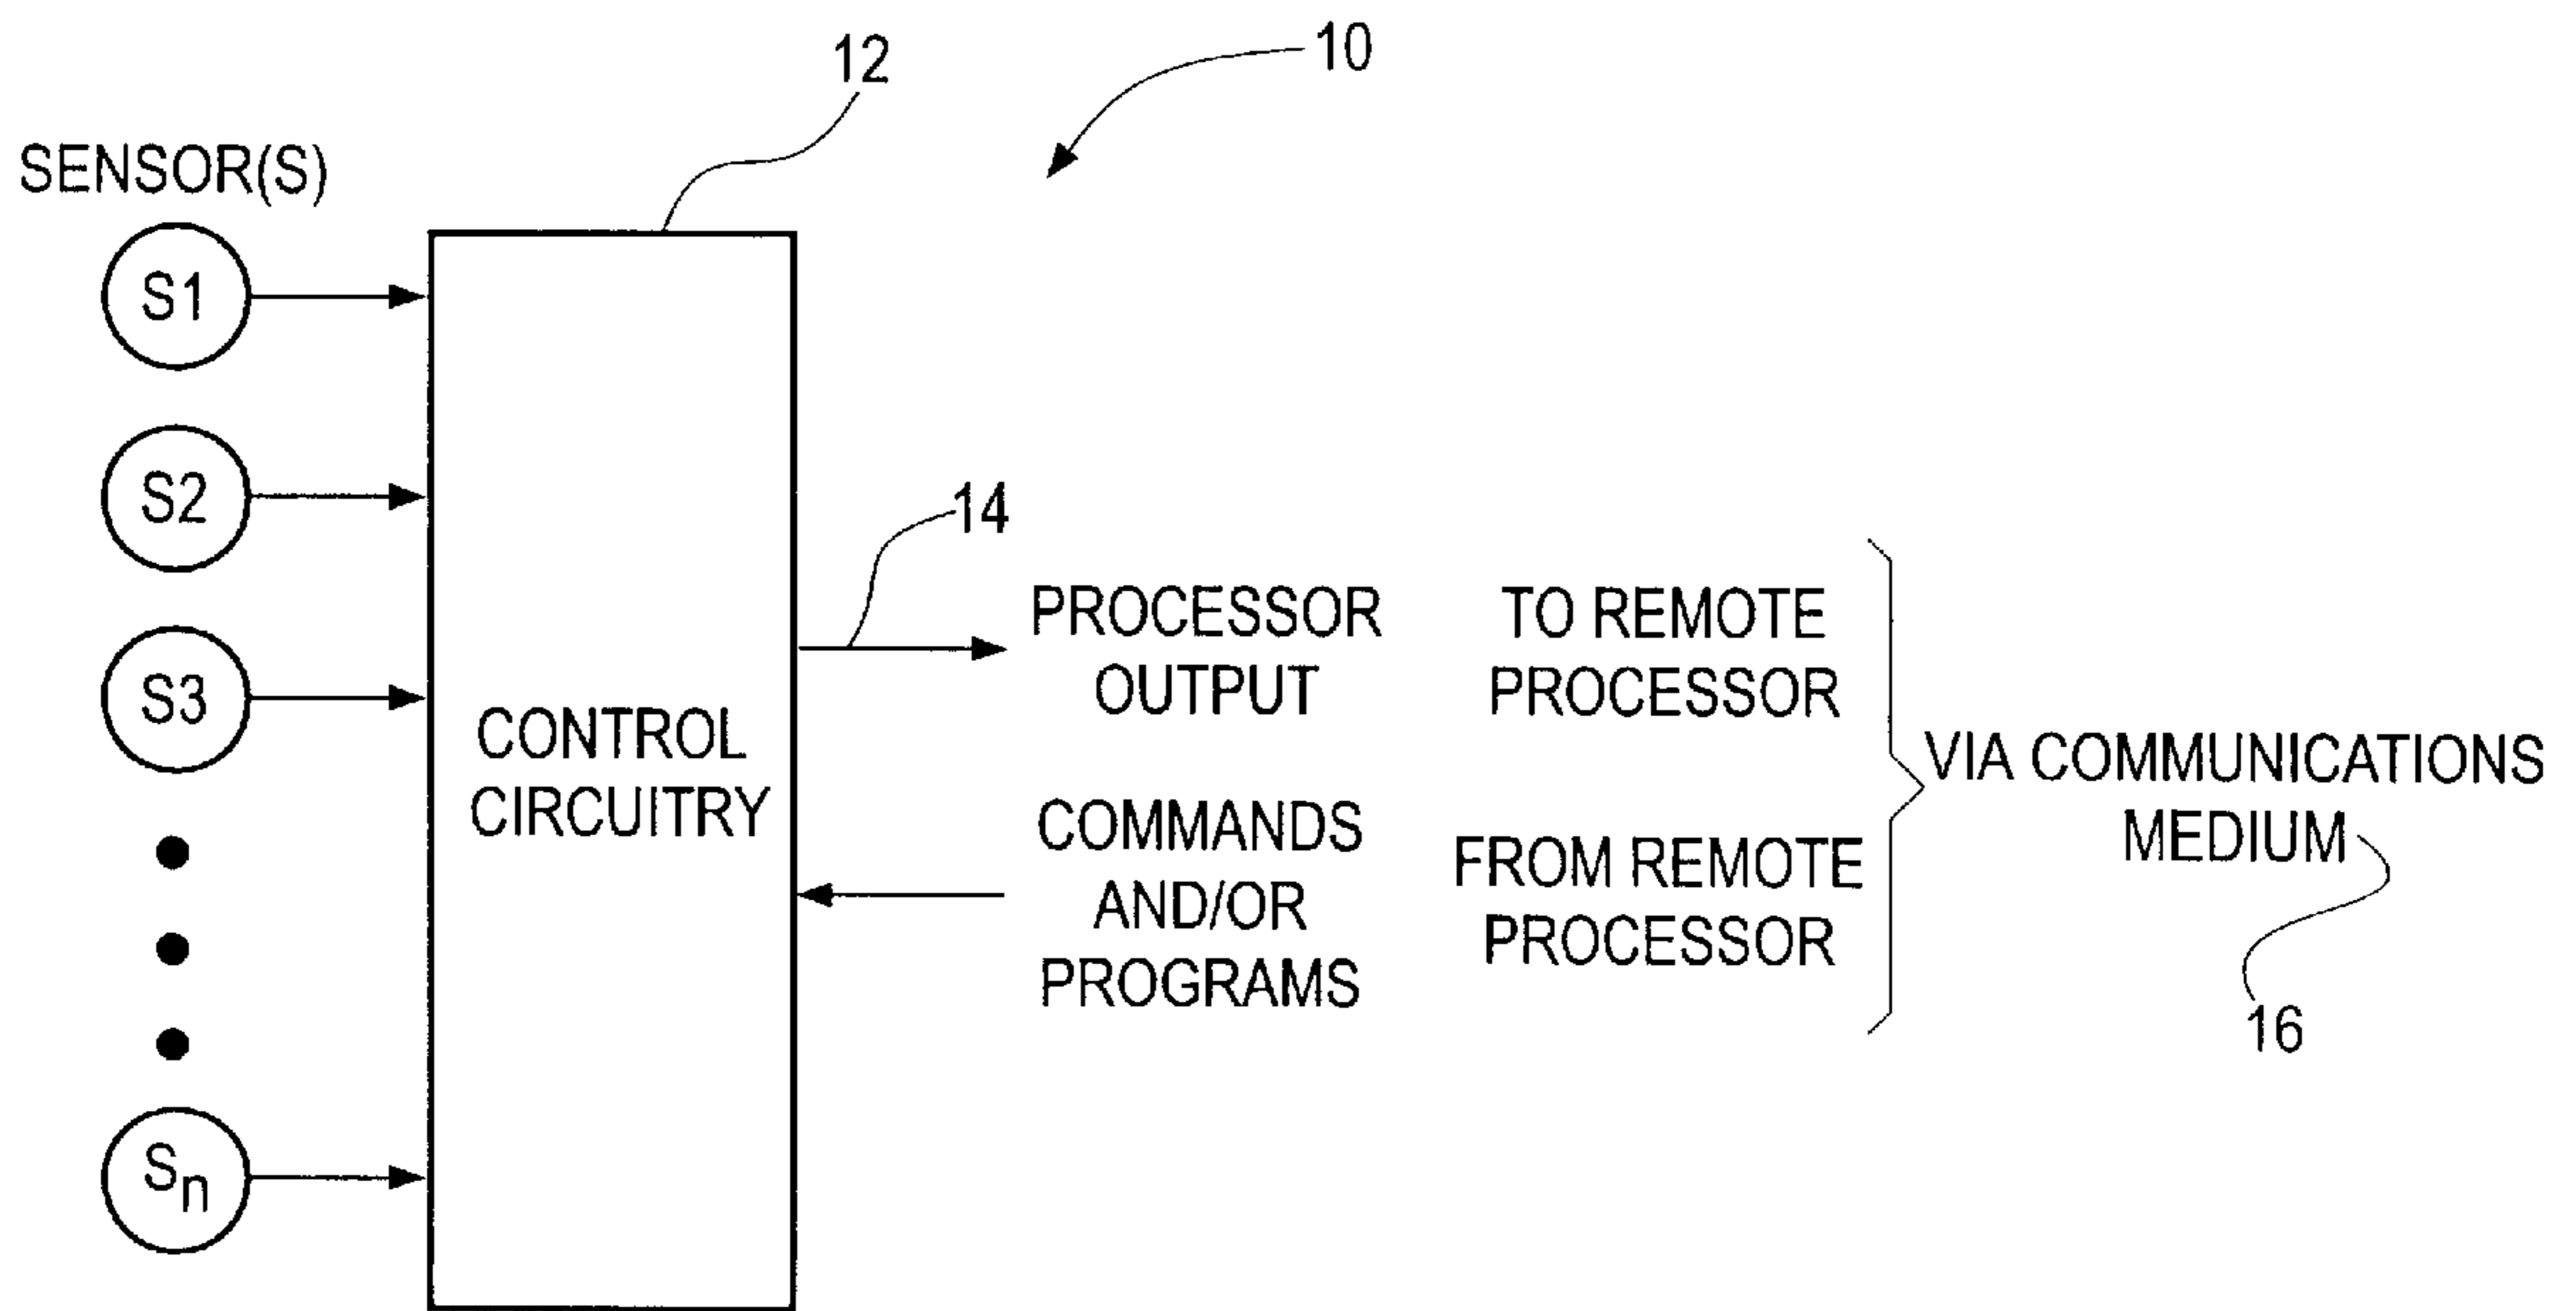 12
10
SENSOR(S)
S1
S2
S3
Sn
CONTROL
CIRCUITRY
14
PROCESSOR
OUTPUT
TO REMOTE
PROCESSOR
COMMANDS
AND/OR
PROGRAMS
FROM REMOTE
PROCESSOR
VIA COMMUNICATIONS
MEDIUM
16